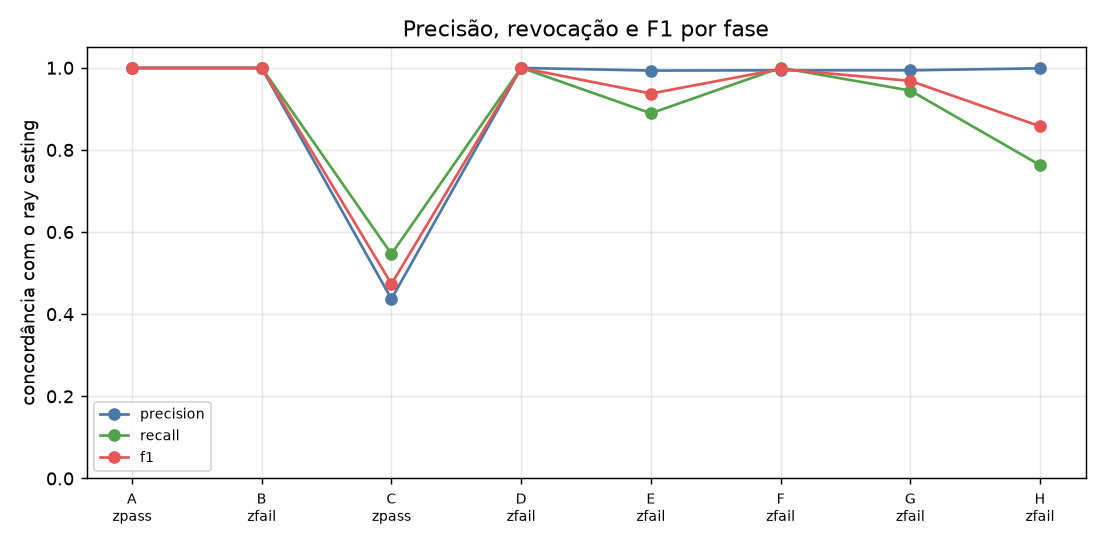 Precisão, revocação e F1 por fase
concordância com o ray casting
1.0
0.8
0.6
0.4
0.2
0.0
precision
recall
f1
A B C D E F G H
zpass zfail zpass zfail zfail zfail zfail zfail